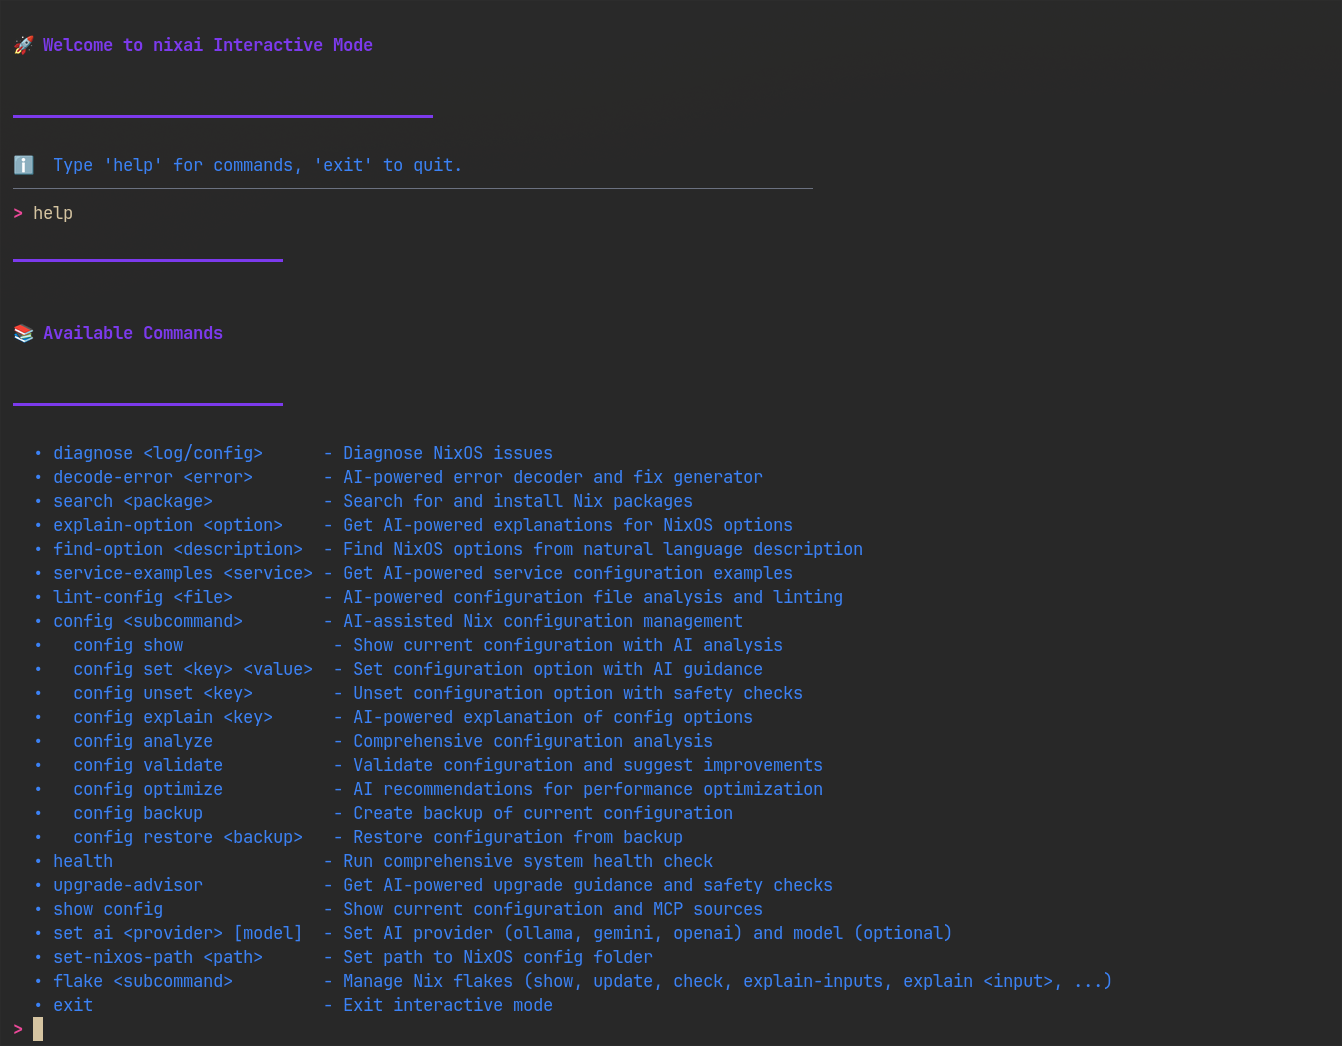 🚀 Welcome to nixai Interactive Mode
ℹ️ Type 'help' for commands, 'exit' to quit.
> help
📚 Available Commands
• diagnose <log/config>      - Diagnose NixOS issues
• decode-error <error>       - AI-powered error decoder and fix generator
• search <package>           - Search for and install Nix packages
• explain-option <option>    - Get AI-powered explanations for NixOS options
• find-option <description>  - Find NixOS options from natural language description
• service-examples <service> - Get AI-powered service configuration examples
• lint-config <file>         - AI-powered configuration file analysis and linting
• config <subcommand>        - AI-assisted Nix configuration management
•   config show               - Show current configuration with AI analysis
•   config set <key> <value>  - Set configuration option with AI guidance
•   config unset <key>        - Unset configuration option with safety checks
•   config explain <key>      - AI-powered explanation of config options
•   config analyze            - Comprehensive configuration analysis
•   config validate           - Validate configuration and suggest improvements
•   config optimize           - AI recommendations for performance optimization
•   config backup             - Create backup of current configuration
•   config restore <backup>   - Restore configuration from backup
• health                     - Run comprehensive system health check
• upgrade-advisor            - Get AI-powered upgrade guidance and safety checks
• show config                - Show current configuration and MCP sources
• set ai <provider> [model]  - Set AI provider (ollama, gemini, openai) and model (optional)
• set-nixos-path <path>      - Set path to NixOS config folder
• flake <subcommand>         - Manage Nix flakes (show, update, check, explain-inputs, explain <input>, ...)
• exit                       - Exit interactive mode
>